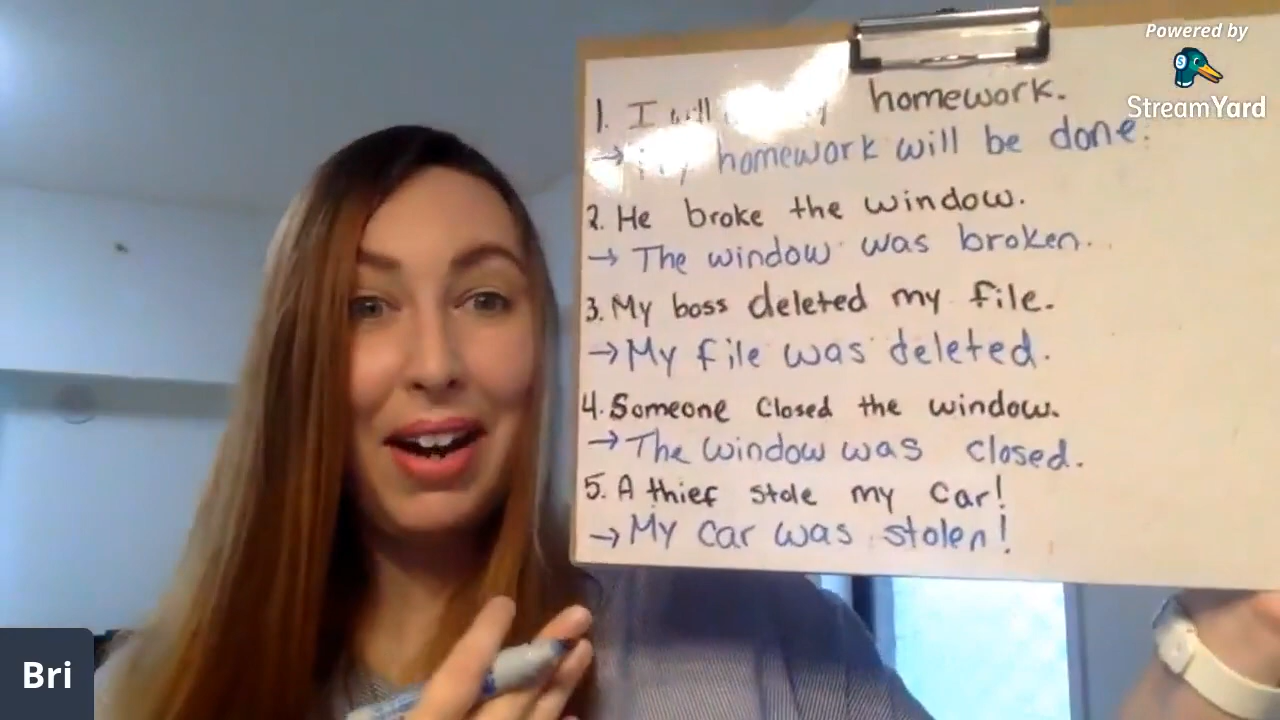 Powered by
StreamYard
1. I will homework.
→ My homework will be done.
2. He broke the window.
→ The window was broken.
3. My boss deleted my file.
→ My file was deleted.
4. Someone closed the window.
→ The window was closed.
5. A thief stole my car!
→ My car was stolen!
Bri